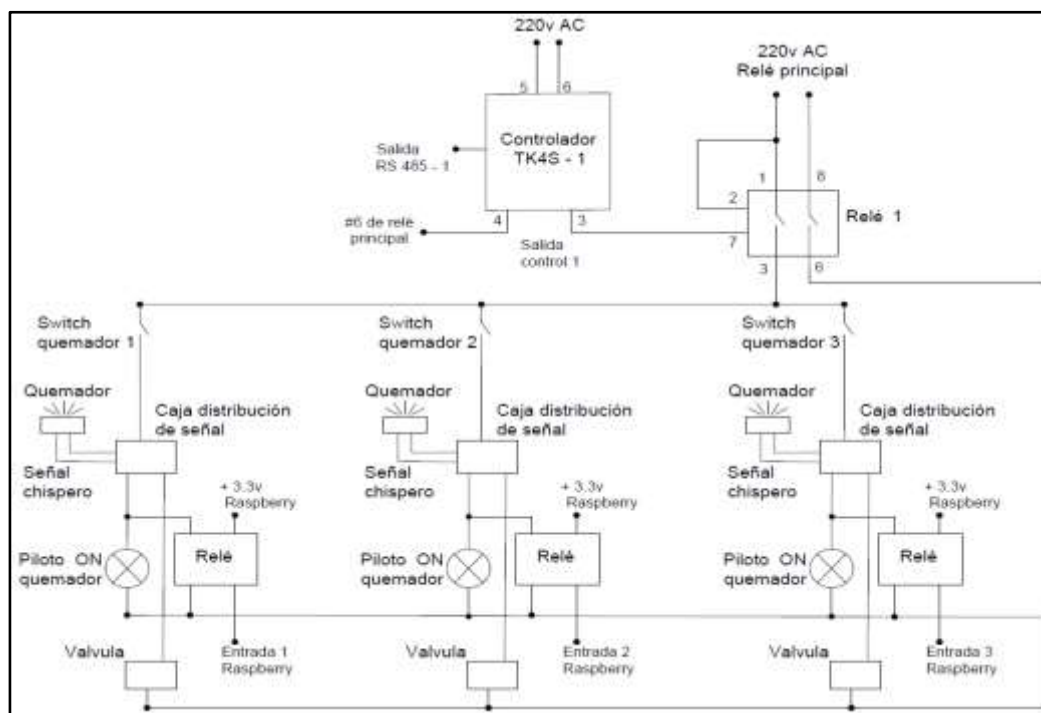 220v AC
5 6
Controlador
TK4S - 1
Salida
RS 485 - 1
4 3
#6 de relé
principal
Salida
control 1
220v AC
Relé principal
1 8
2
7
Relé 1
3 6
Switch
quemador 1
Quemador
Caja distribución
de señal
Señal
chispero
+ 3.3v
Raspberry
Piloto ON
quemador
Relé
Valvula
Entrada 1
Raspberry
Switch
quemador 2
Quemador
Caja distribución
de señal
Señal
chispero
+ 3.3v
Raspberry
Piloto ON
quemador
Relé
Valvula
Entrada 2
Raspberry
Switch
quemador 3
Quemador
Caja distribución
de señal
Señal
chispero
+ 3.3v
Raspberry
Piloto ON
quemador
Relé
Valvula
Entrada 3
Raspberry